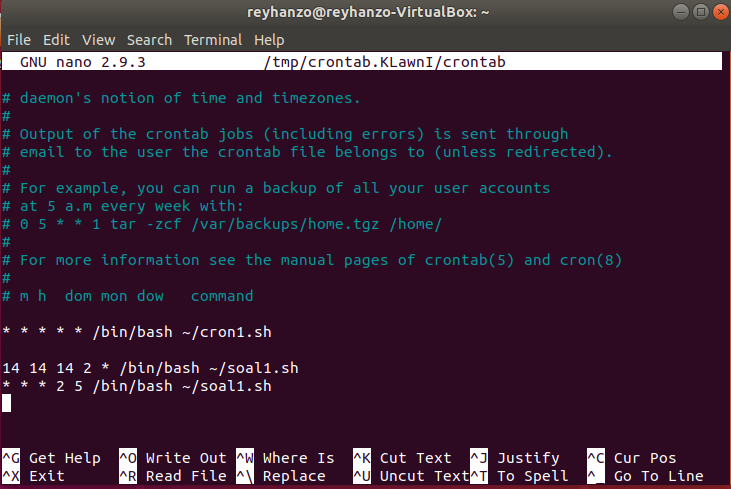 reyhanzo@reyhanzo-VirtualBox: ~
File Edit View Search Terminal Help
GNU nano 2.9.3 /tmp/crontab.KLawnI/crontab
# daemon's notion of time and timezones.
#
# Output of the crontab jobs (including errors) is sent through
# email to the user the crontab file belongs to (unless redirected).
#
# For example, you can run a backup of all your user accounts
# at 5 a.m every week with:
# 0 5 * * 1 tar -zcf /var/backups/home.tgz /home/
#
# For more information see the manual pages of crontab(5) and cron(8)
#
# m h  dom mon dow   command
* * * * * /bin/bash ~/cron1.sh
14 14 14 2 * /bin/bash ~/soal1.sh
* * * 2 5 /bin/bash ~/soal1.sh
^G Get Help ^O Write Out ^W Where Is ^K Cut Text ^J Justify ^C Cur Pos
^X Exit ^R Read File ^\ Replace ^U Uncut Text ^T To Spell ^_ Go To Line